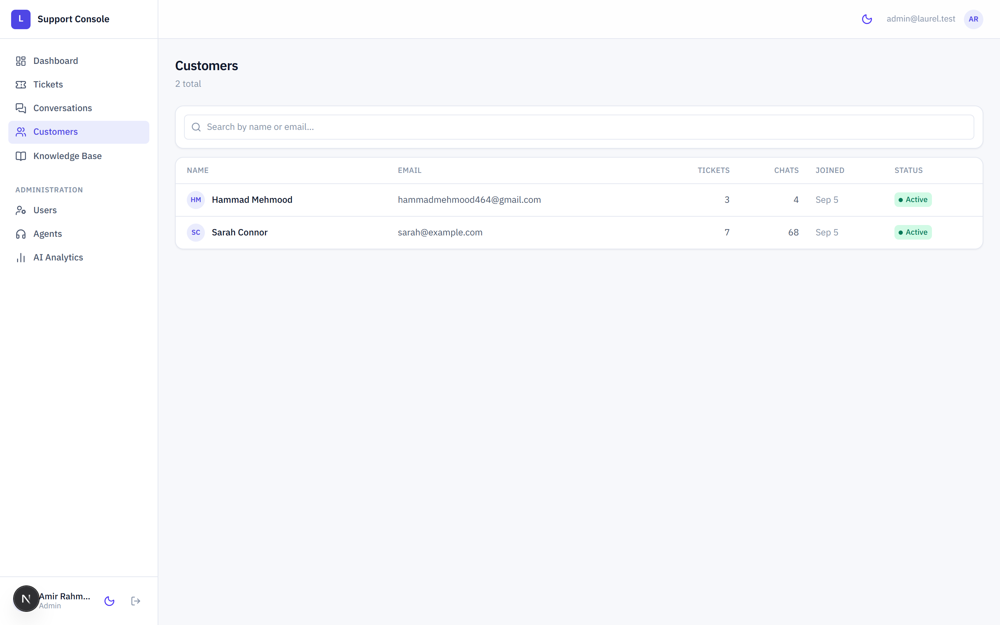 L Support Console
admin@laurel.test AR
Dashboard
Tickets
Conversations
Customers
Knowledge Base
ADMINISTRATION
Users
Agents
AI Analytics
N Amir Rahm...
Admin
Customers
2 total
Search by name or email...
NAME EMAIL TICKETS CHATS JOINED STATUS
HM Hammad Mehmood hammadmehmood464@gmail.com 3 4 Sep 5 Active
SC Sarah Connor sarah@example.com 7 68 Sep 5 Active